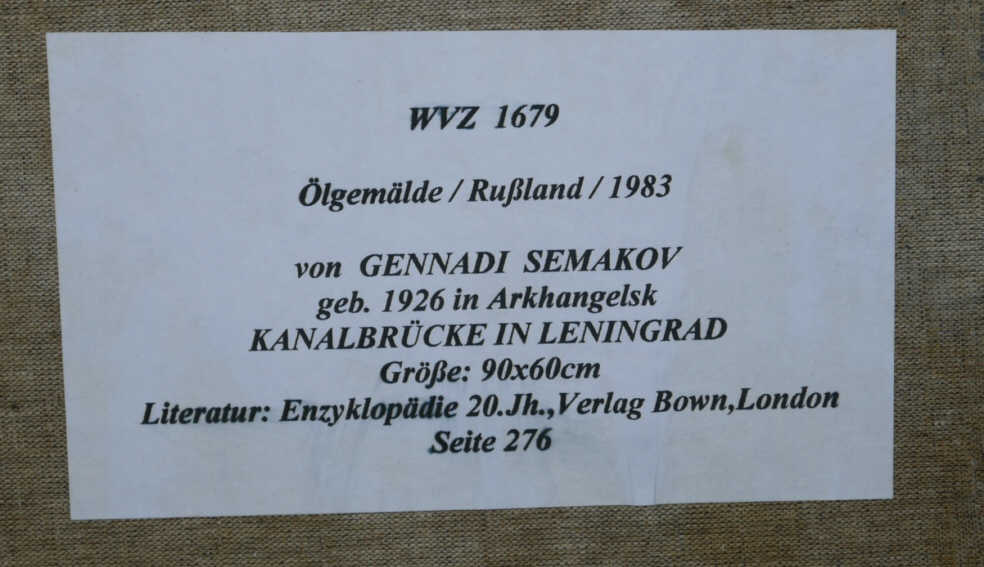 WVZ 1679
Ölgemälde / Rußland / 1983
von GENNADI SEMAKOV
geb. 1926 in Arkhangelsk
KANALBRÜCKE IN LENINGRAD
Größe: 90x60cm
Literatur: Enzyklopädie 20.Jh.,Verlag Bown,London
Seite 276